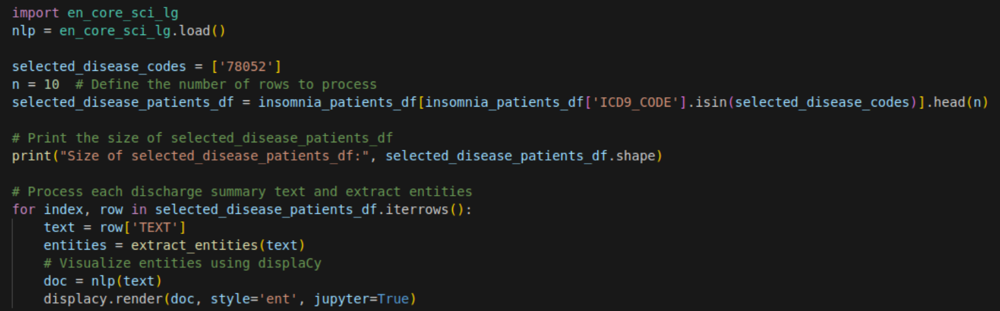 import en_core_sci_lg
nlp = en_core_sci_lg.load()
selected_disease_codes = ['78052']
n = 10  # Define the number of rows to process
selected_disease_patients_df = insomnia_patients_df[insomnia_patients_df['ICD9_CODE'].isin(selected_disease_codes)].head(n)
# Print the size of selected_disease_patients_df
print("Size of selected_disease_patients_df:", selected_disease_patients_df.shape)
# Process each discharge summary text and extract entities
for index, row in selected_disease_patients_df.iterrows():
    text = row['TEXT']
    entities = extract_entities(text)
    # Visualize entities using displaCy
    doc = nlp(text)
    displacy.render(doc, style='ent', jupyter=True)